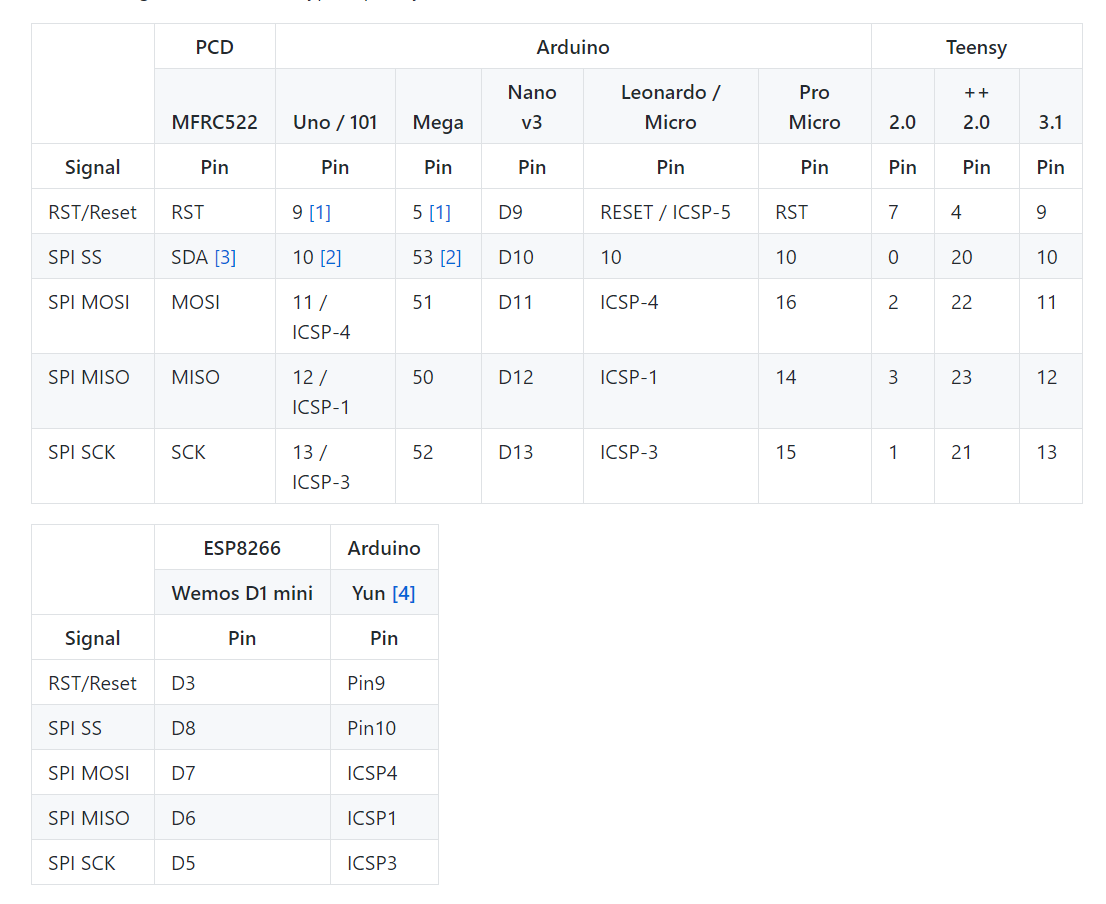 PCD Arduino Teensy
MFRC522 Uno / 101 Mega Nano v3 Leonardo / Micro Pro Micro 2.0 ++ 2.0 3.1
Signal Pin Pin Pin Pin Pin Pin Pin Pin Pin
RST/Reset RST 9 [1] 5 [1] D9 RESET / ICSP-5 RST 7 4 9
SPI SS SDA [3] 10 [2] 53 [2] D10 10 10 0 20 10
SPI MOSI MOSI 11 / ICSP-4 51 D11 ICSP-4 16 2 22 11
SPI MISO MISO 12 / ICSP-1 50 D12 ICSP-1 14 3 23 12
SPI SCK SCK 13 / ICSP-3 52 D13 ICSP-3 15 1 21 13
ESP8266 Arduino
Wemos D1 mini Yun [4]
Signal Pin Pin
RST/Reset D3 Pin9
SPI SS D8 Pin10
SPI MOSI D7 ICSP4
SPI MISO D6 ICSP1
SPI SCK D5 ICSP3